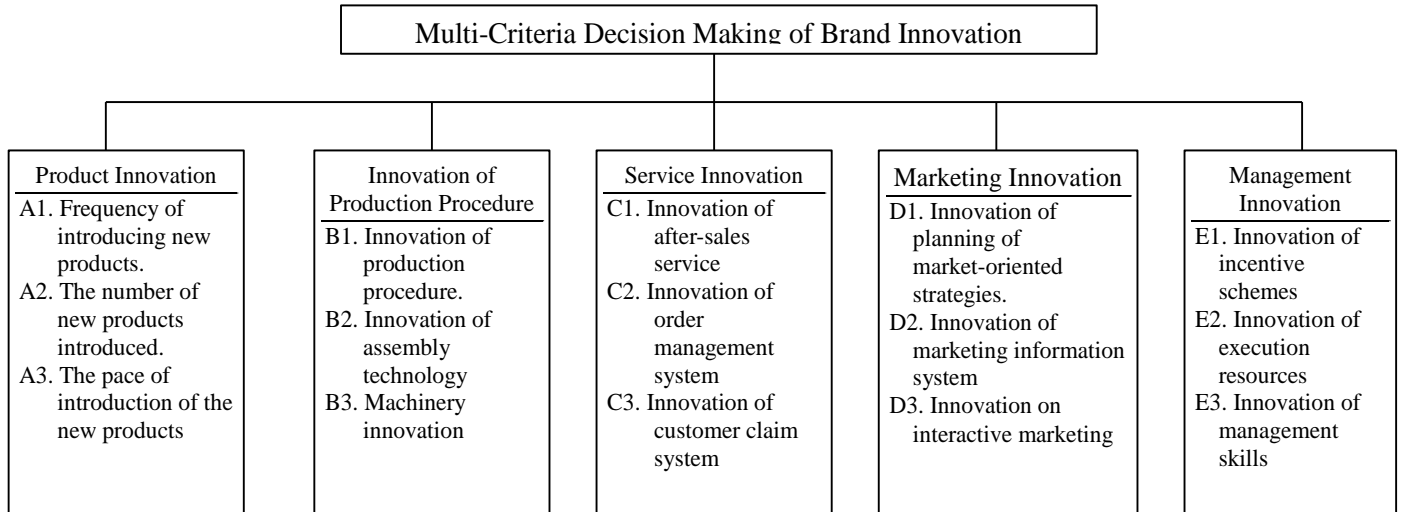 Multi-Criteria Decision Making of Brand Innovation
Product Innovation
A1. Frequency of
introducing new
products.
A2. The number of
new products
introduced.
A3. The pace of
introduction of the
new products
Innovation of
Production Procedure
B1. Innovation of
production
procedure.
B2. Innovation of
assembly
technology
B3. Machinery
innovation
Service Innovation
C1. Innovation of
after-sales
service
C2. Innovation of
order
management
system
C3. Innovation of
customer claim
system
Marketing Innovation
D1. Innovation of
planning of
market-oriented
strategies.
D2. Innovation of
marketing information
system
D3. Innovation on
interactive marketing
Management
Innovation
E1. Innovation of
incentive
schemes
E2. Innovation of
execution
resources
E3. Innovation of
management
skills